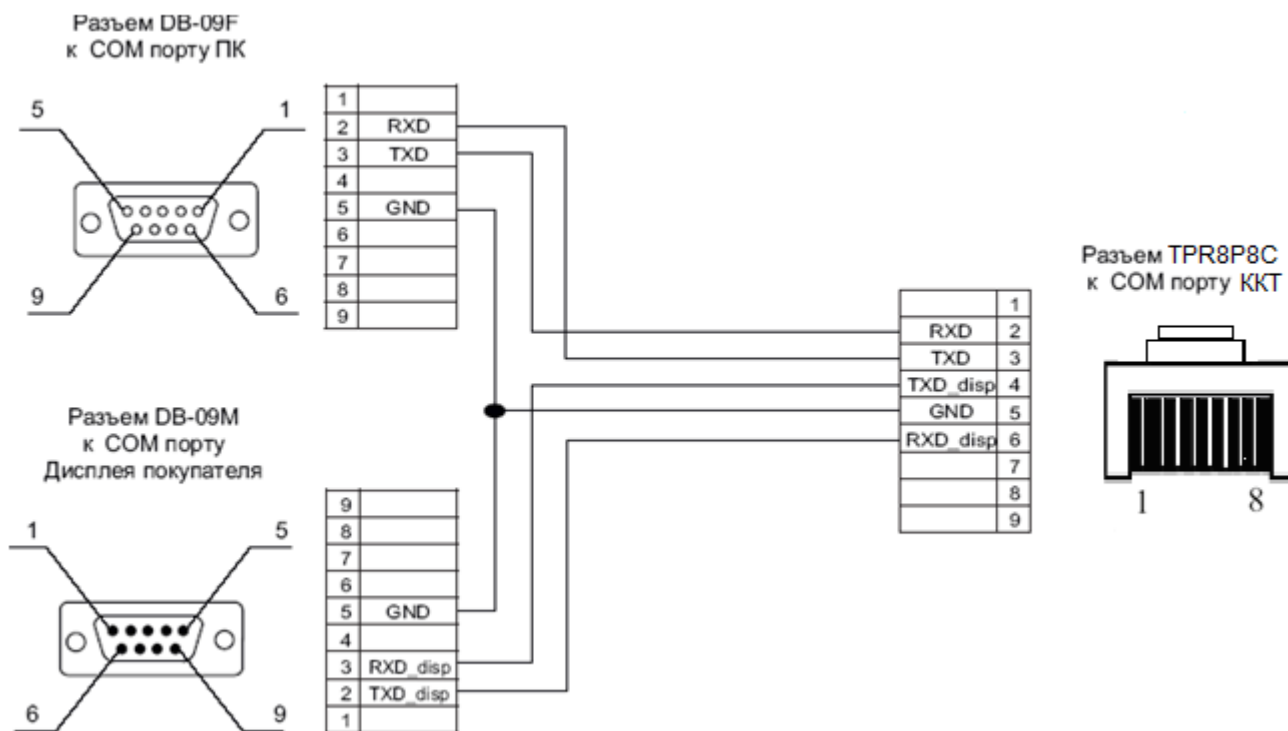 Разъем DB-09F
к COM порту ПК
5
1
9
6
1
2 RXD
3 TXD
4
5 GND
6
7
8
9
Разъем DB-09M
к COM порту
Дисплея покупателя
1
5
6
9
9
8
7
6
5 GND
4
3 RXD_disp
2 TXD_disp
1
1
RXD 2
TXD 3
TXD_disp 4
GND 5
RXD_disp 6
7
8
9
Разъем TPR8P8C
к COM порту ККТ
1
8